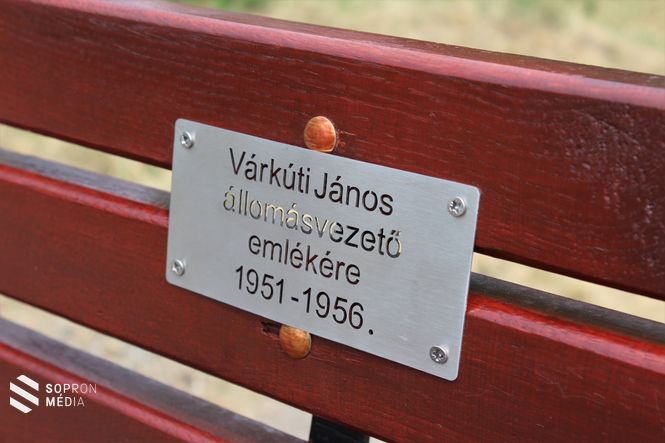 Várkúti János
állomásvezető
emlékére
1951-1956.
SOPRON
MÉDIA